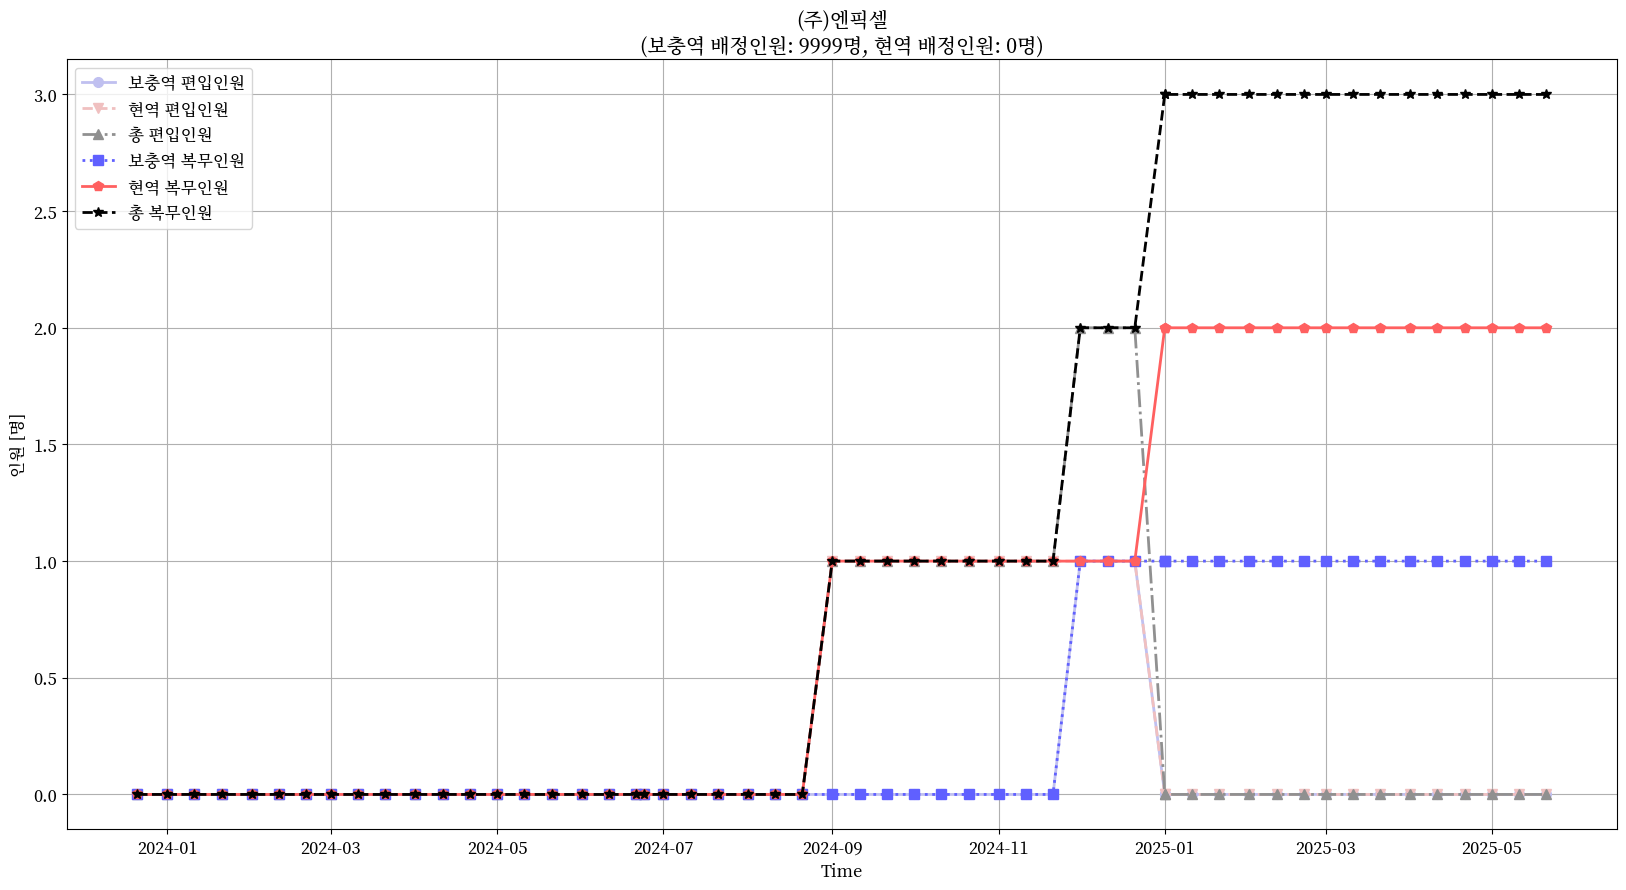 (주)엔픽셀
(보충역 배정인원: 9999명, 현역 배정인원: 0명)
보충역 편입인원
현역 편입인원
총 편입인원
보충역 복무인원
현역 복무인원
총 복무인원
인원 [명]
3.0
2.5
2.0
1.5
1.0
0.5
0.0
2024-01 2024-03 2024-05 2024-07 2024-09 2024-11 2025-01 2025-03 2025-05
Time